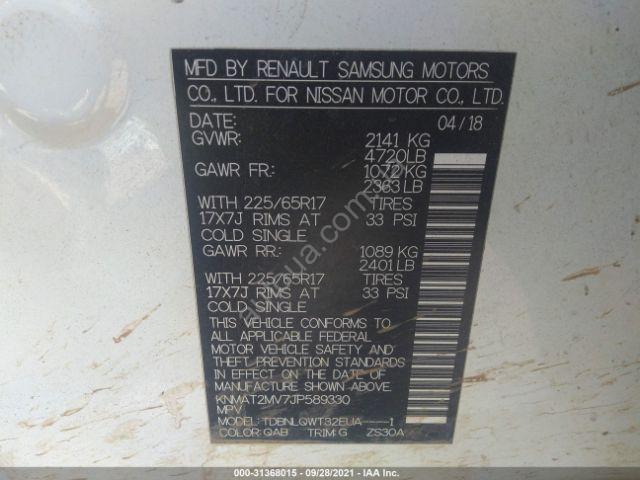 MFD BY RENAULT SAMSUNG MOTORS
CO., LTD. FOR NISSAN MOTOR CO., LTD.
DATE: 04/18
GVWR: 2141 KG
4720LB
GAWR FR: 1072 KG
2363 LB
WITH 225/65R17 TIRES
17X7J RIMS AT 33 PSI
COLD SINGLE
GAWR RR: 1089 KG
2401 LB
WITH 225/65R17 TIRES
17X7J RIMS AT 33 PSI
COLD SINGLE
THIS VEHICLE CONFORMS TO
ALL APPLICABLE FEDERAL
MOTOR VEHICLE SAFETY AND
THEFT PREVENTION STANDARDS
IN EFFECT ON THE DATE OF
MANUFACTURE SHOWN ABOVE.
KNMAT2MV7JP589330
MPV
MODEL: TDBNLQWT32EUA----1
COLOR: QAB TRIM: G ZS30A
000-31368015 - 09/28/2021 - IAA Inc.